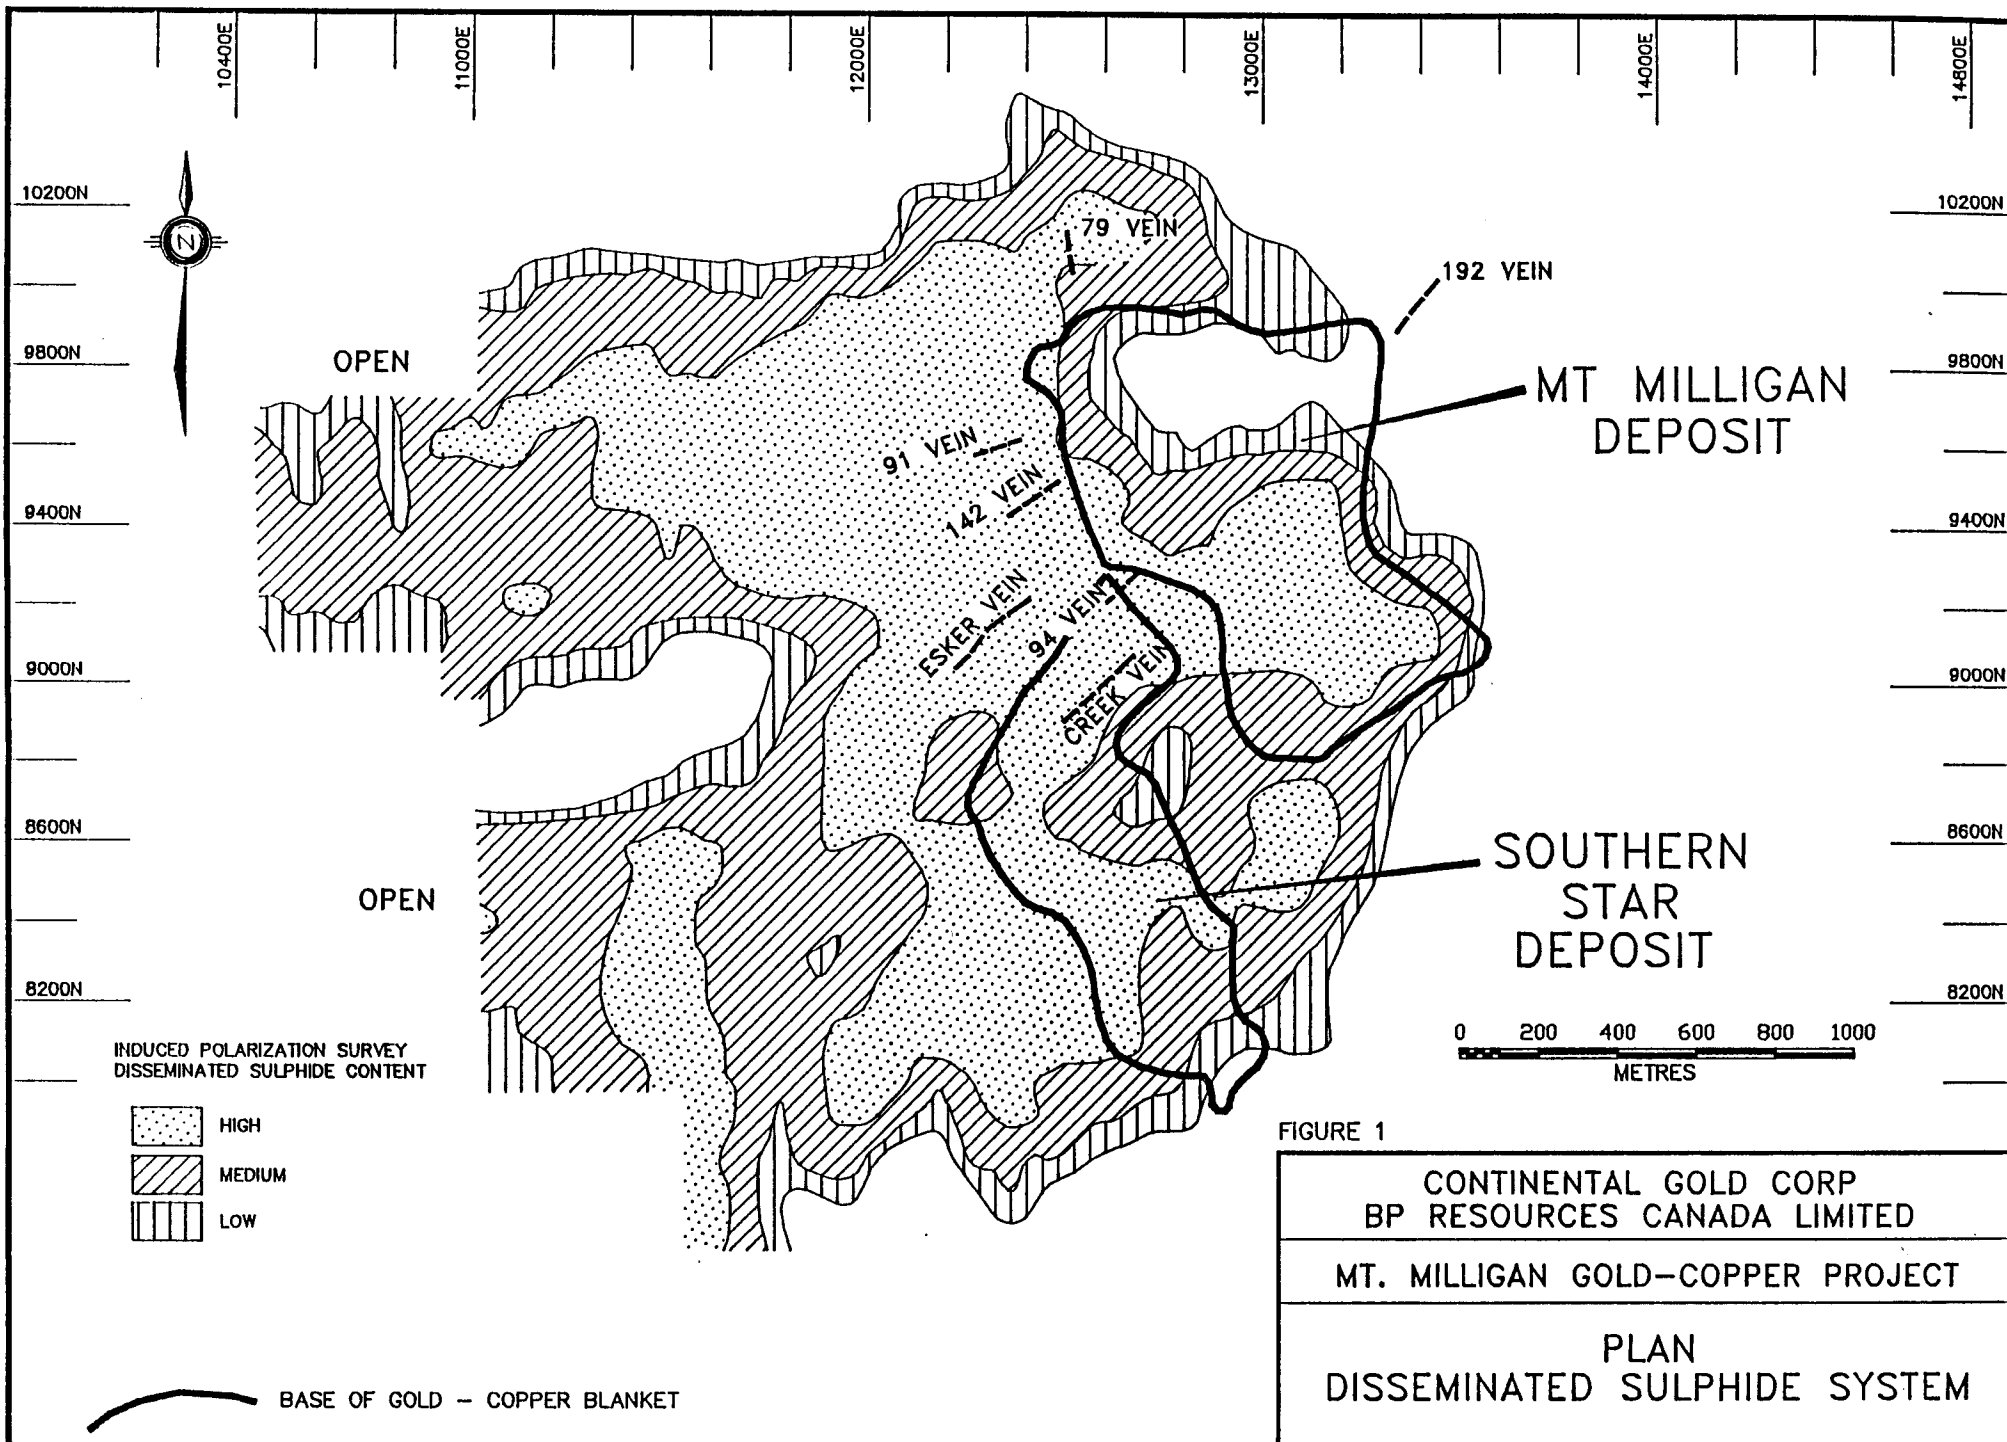 10400E
11000E
12000E
13000E
14000E
14800E
10200N
10200N
N
79 VEIN
192 VEIN
9800N
OPEN
9800N
MT MILLIGAN
DEPOSIT
91 VEIN
142 VEIN
9400N
9400N
ESKER VEIN
94 VEIN
CREEK VEIN
9000N
9000N
8600N
8600N
OPEN
SOUTHERN
STAR
DEPOSIT
8200N
8200N
0 200 400 600 800 1000
METRES
INDUCED POLARIZATION SURVEY
DISSEMINATED SULPHIDE CONTENT
HIGH
MEDIUM
LOW
FIGURE 1
CONTINENTAL GOLD CORP
BP RESOURCES CANADA LIMITED
MT. MILLIGAN GOLD-COPPER PROJECT
PLAN
DISSEMINATED SULPHIDE SYSTEM
BASE OF GOLD - COPPER BLANKET